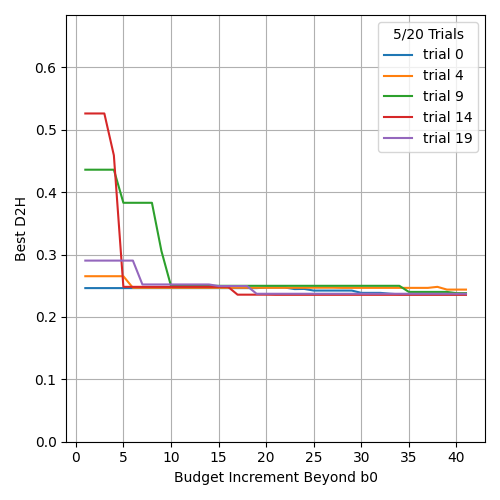 5/20 Trials
trial 0
trial 4
trial 9
trial 14
trial 19
0.6
0.5
0.4
0.3
0.2
0.1
0.0
Best D2H
0 5 10 15 20 25 30 35 40
Budget Increment Beyond b0